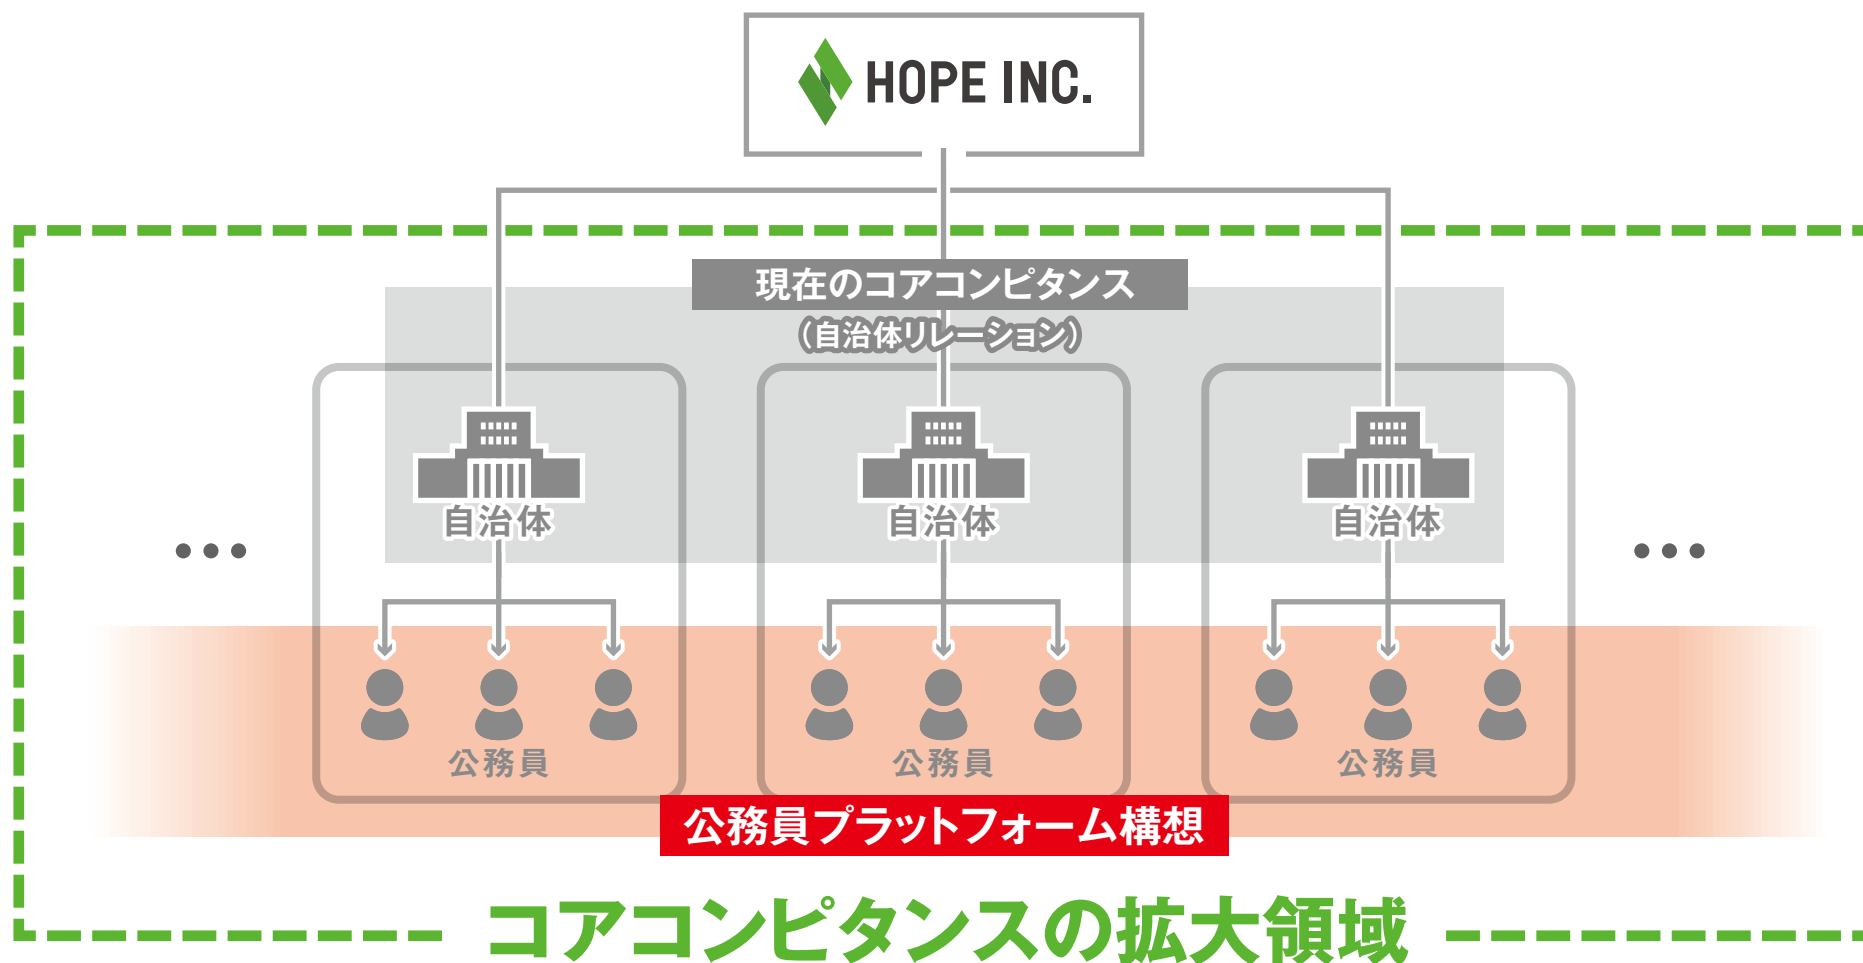 HOPE INC.
現在のコアコンピタンス
（自治体リレーション）
自治体
自治体
自治体
公務員
公務員
公務員
公務員プラットフォーム構想
コアコンピタンスの拡大領域